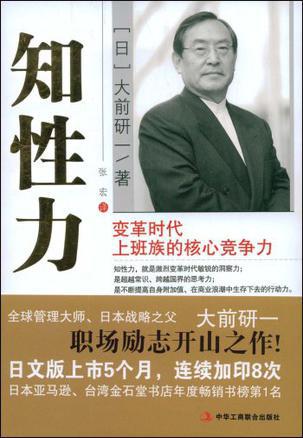 知性力
[日]大前研一/著
张宏 译
变革时代
上班族的核心竞争力
知性力，就是激烈变革时代敏锐的洞察力；
是超越常识、跨越国界的思考力；
是不断提高自身附加值、在商业浪潮中生存下去的行动力。
全球管理大师、日本战略之父 大前研一
职场励志开山之作!
日文版上市5个月，连续加印8次
日本亚马逊、台湾金石堂书店年度畅销书榜第1名
中华工商联合出版社